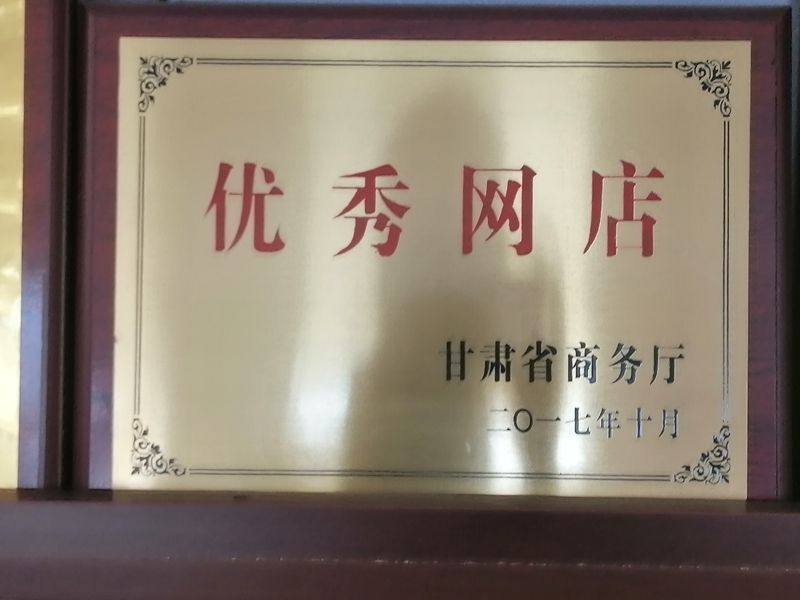 优秀网店
甘肃省商务厅
二〇一七年十月